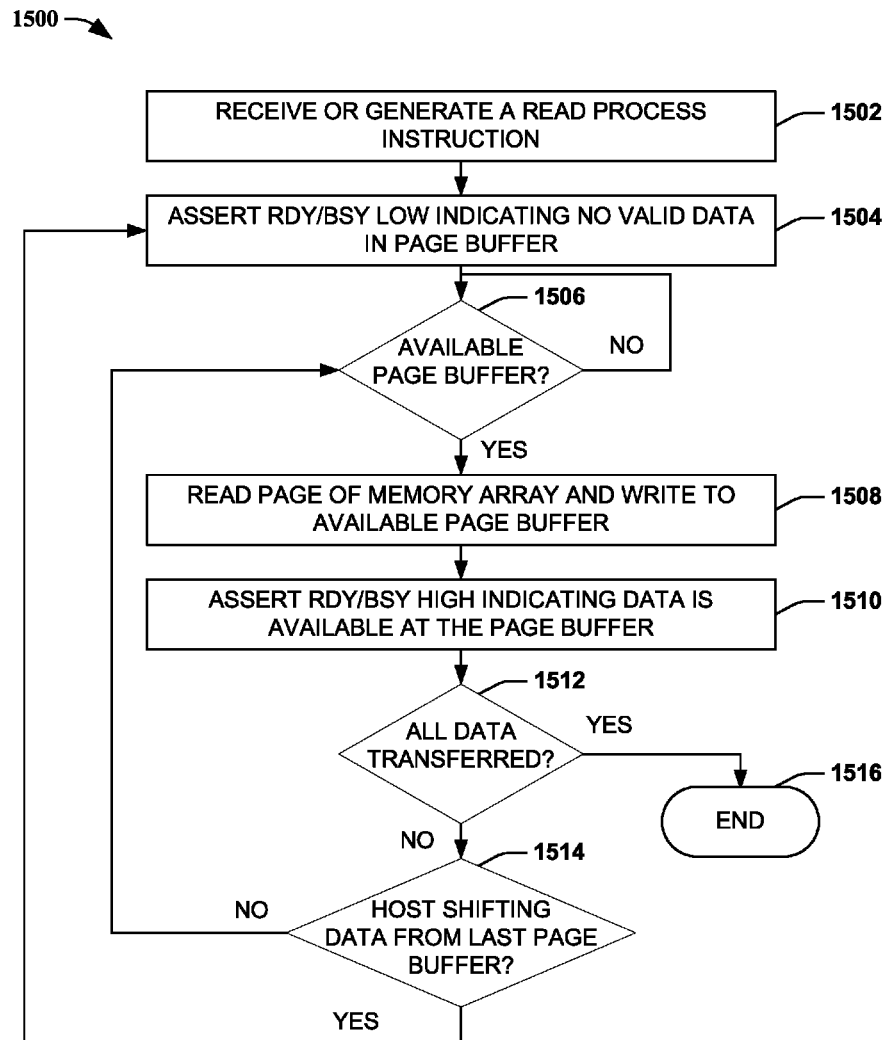 1500
RECEIVE OR GENERATE A READ PROCESS
INSTRUCTION
1502
ASSERT RDY/BSY LOW INDICATING NO VALID DATA
IN PAGE BUFFER
1504
1506
AVAILABLE
PAGE BUFFER?
NO
YES
READ PAGE OF MEMORY ARRAY AND WRITE TO
AVAILABLE PAGE BUFFER
1508
ASSERT RDY/BSY HIGH INDICATING DATA IS
AVAILABLE AT THE PAGE BUFFER
1510
1512
ALL DATA
TRANSFERRED?
YES
1516
END
NO
1514
NO
HOST SHIFTING
DATA FROM LAST PAGE
BUFFER?
YES